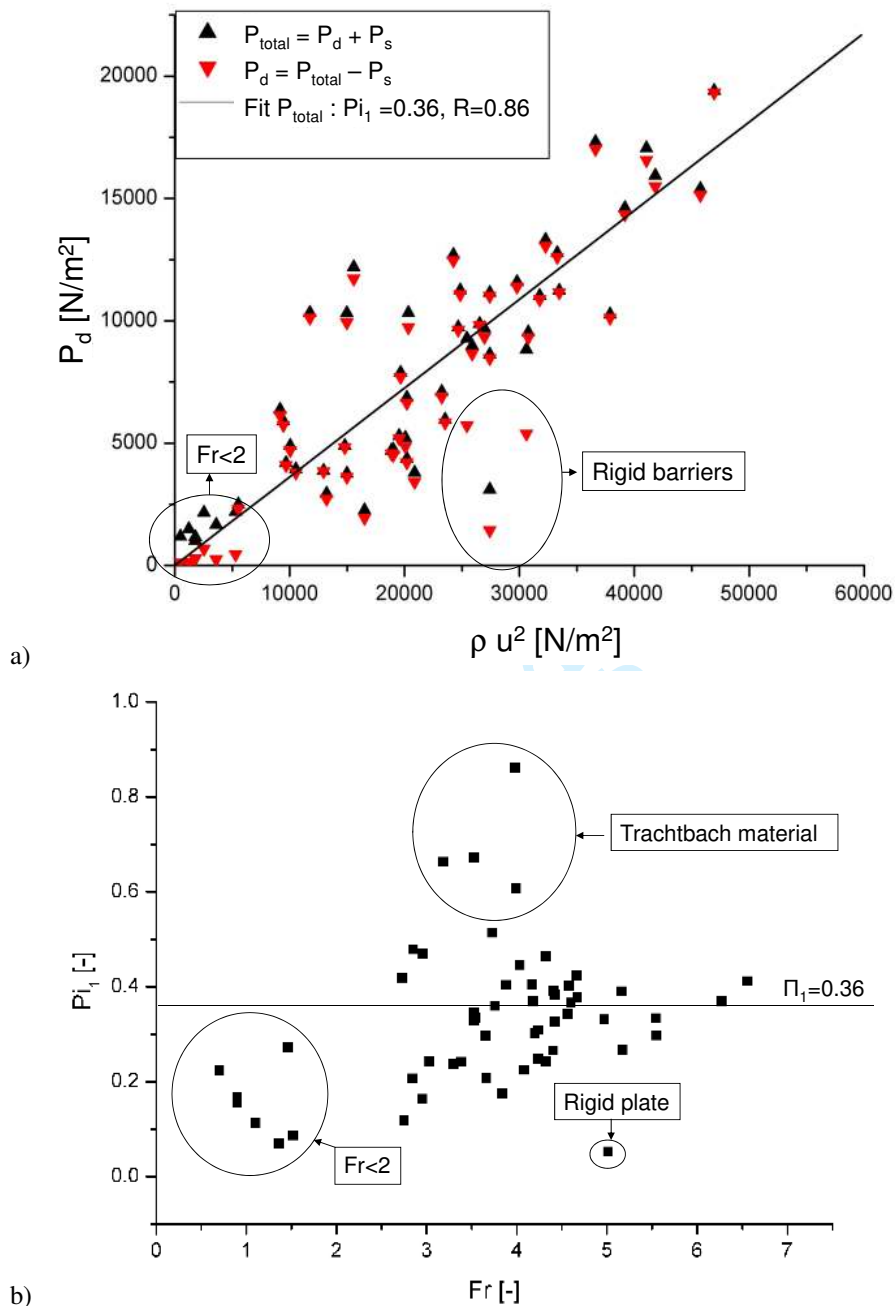 20000
15000
10000
5000
0
P_d [N/m²]
P_total = P_d + P_s
P_d = P_total − P_s
Fit P_total : Pi_1 =0.36, R=0.86
Fr<2
Rigid barriers
0 10000 20000 30000 40000 50000 60000
ρ u² [N/m²]
a)
1.0
0.8
0.6
0.4
0.2
0.0
Pi_1 [-]
Trachtbach material
Π_1=0.36
Rigid plate
Fr<2
0 1 2 3 4 5 6 7
Fr [-]
b)